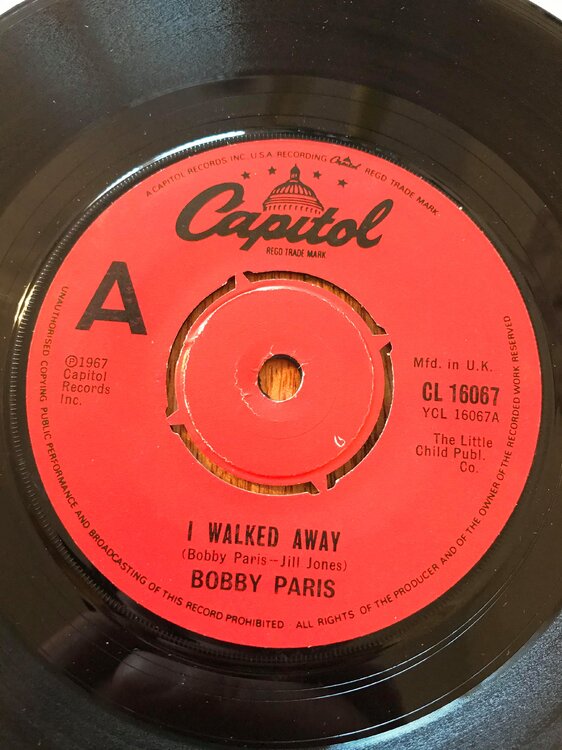 A CAPITOL RECORDS INC. U.S.A. RECORDING Capitol REGD TRADE MARK
Capitol
REGD TRADE MARK
A
℗1967
Capitol
Records
Inc.
Mfd. in U.K.
CL 16067
YCL 16067A
The Little
Child Publ.
Co.
I WALKED AWAY
(Bobby Paris—Jill Jones)
BOBBY PARIS
UNAUTHORISED COPYING PUBLIC PERFORMANCE AND BROADCASTING OF THIS RECORD PROHIBITED ALL RIGHTS OF THE PRODUCER AND OF THE OWNER OF THE RECORDED WORK RESERVED